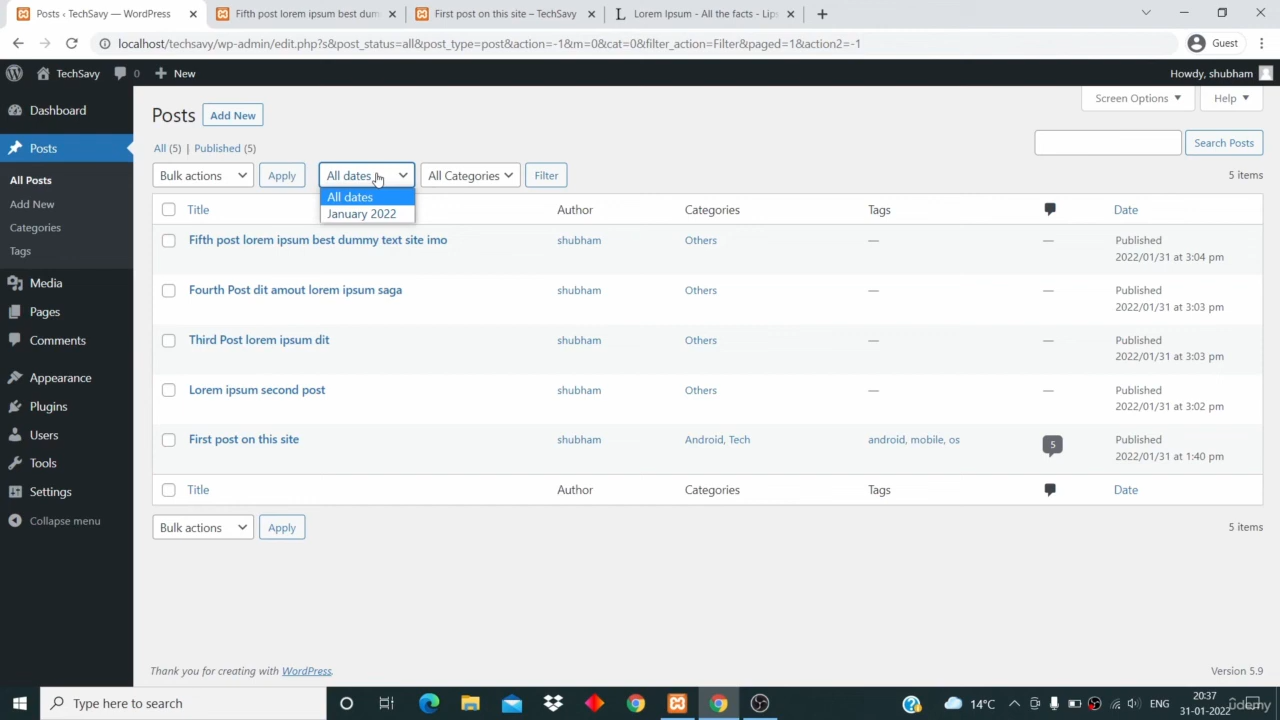 Posts ‹ TechSavy — WordPress
Fifth post lorem ipsum best dum
First post on this site – TechSavy
Lorem Ipsum - All the facts - Lips
localhost/techsavy/wp-admin/edit.php?s&post_status=all&post_type=post&action=-1&m=0&cat=0&filter_action=Filter&paged=1&action2=-1
Guest
TechSavy
0
New
Howdy, shubham
Dashboard
Posts
All Posts
Add New
Categories
Tags
Media
Pages
Comments
Appearance
Plugins
Users
Tools
Settings
Collapse menu
Posts
Add New
Screen Options
Help
All (5) | Published (5)
Search Posts
Bulk actions
Apply
All dates
All Categories
Filter
5 items
All dates
January 2022
Title
Author
Categories
Tags
Date
Fifth post lorem ipsum best dummy text site imo
shubham
Others
—
—
Published
2022/01/31 at 3:04 pm
Fourth Post dit amout lorem ipsum saga
shubham
Others
—
—
Published
2022/01/31 at 3:03 pm
Third Post lorem ipsum dit
shubham
Others
—
—
Published
2022/01/31 at 3:03 pm
Lorem ipsum second post
shubham
Others
—
—
Published
2022/01/31 at 3:02 pm
First post on this site
shubham
Android, Tech
android, mobile, os
5
Published
2022/01/31 at 1:40 pm
Title
Author
Categories
Tags
Date
Bulk actions
Apply
5 items
Thank you for creating with WordPress.
Version 5.9
Type here to search
14°C
ENG
20:37
31-01-2022
Udemy